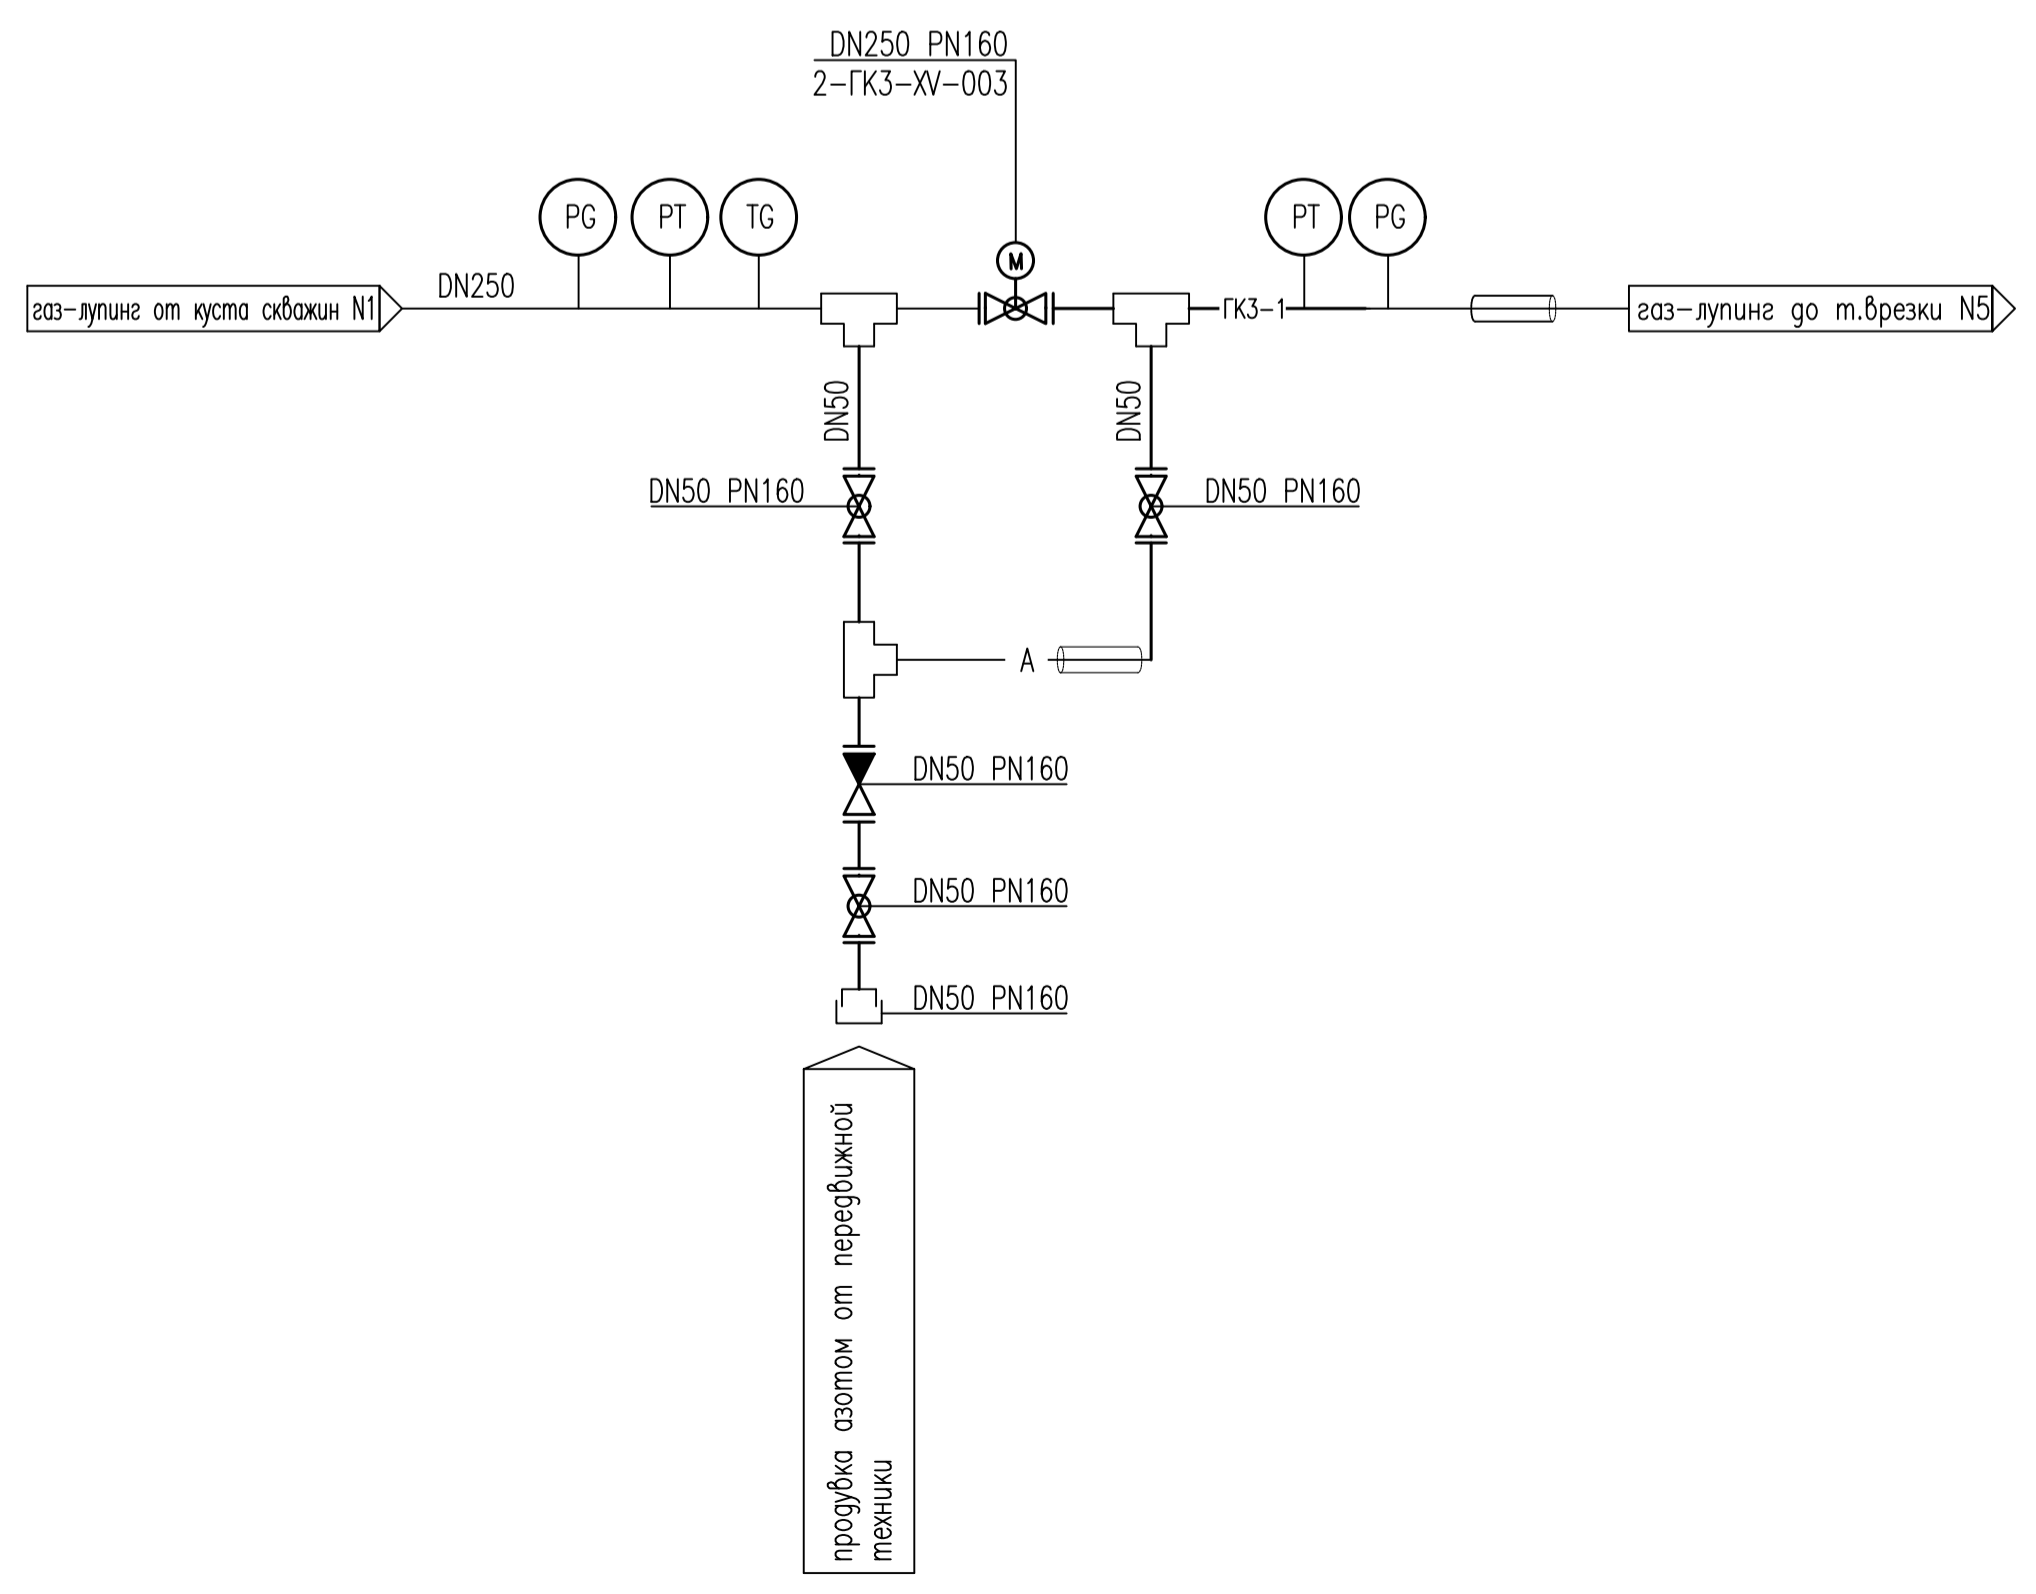 DN250 PN160
2-ГКЗ-XV-003
PG
PT
TG
PT
PG
M
DN250
газ-лупинг от куста скважин N1
ГКЗ-1
газ-лупинг до т.врезки N5
DN50
DN50
DN50 PN160
DN50 PN160
А
DN50 PN160
DN50 PN160
DN50 PN160
продувка азотом от передвижной
техники